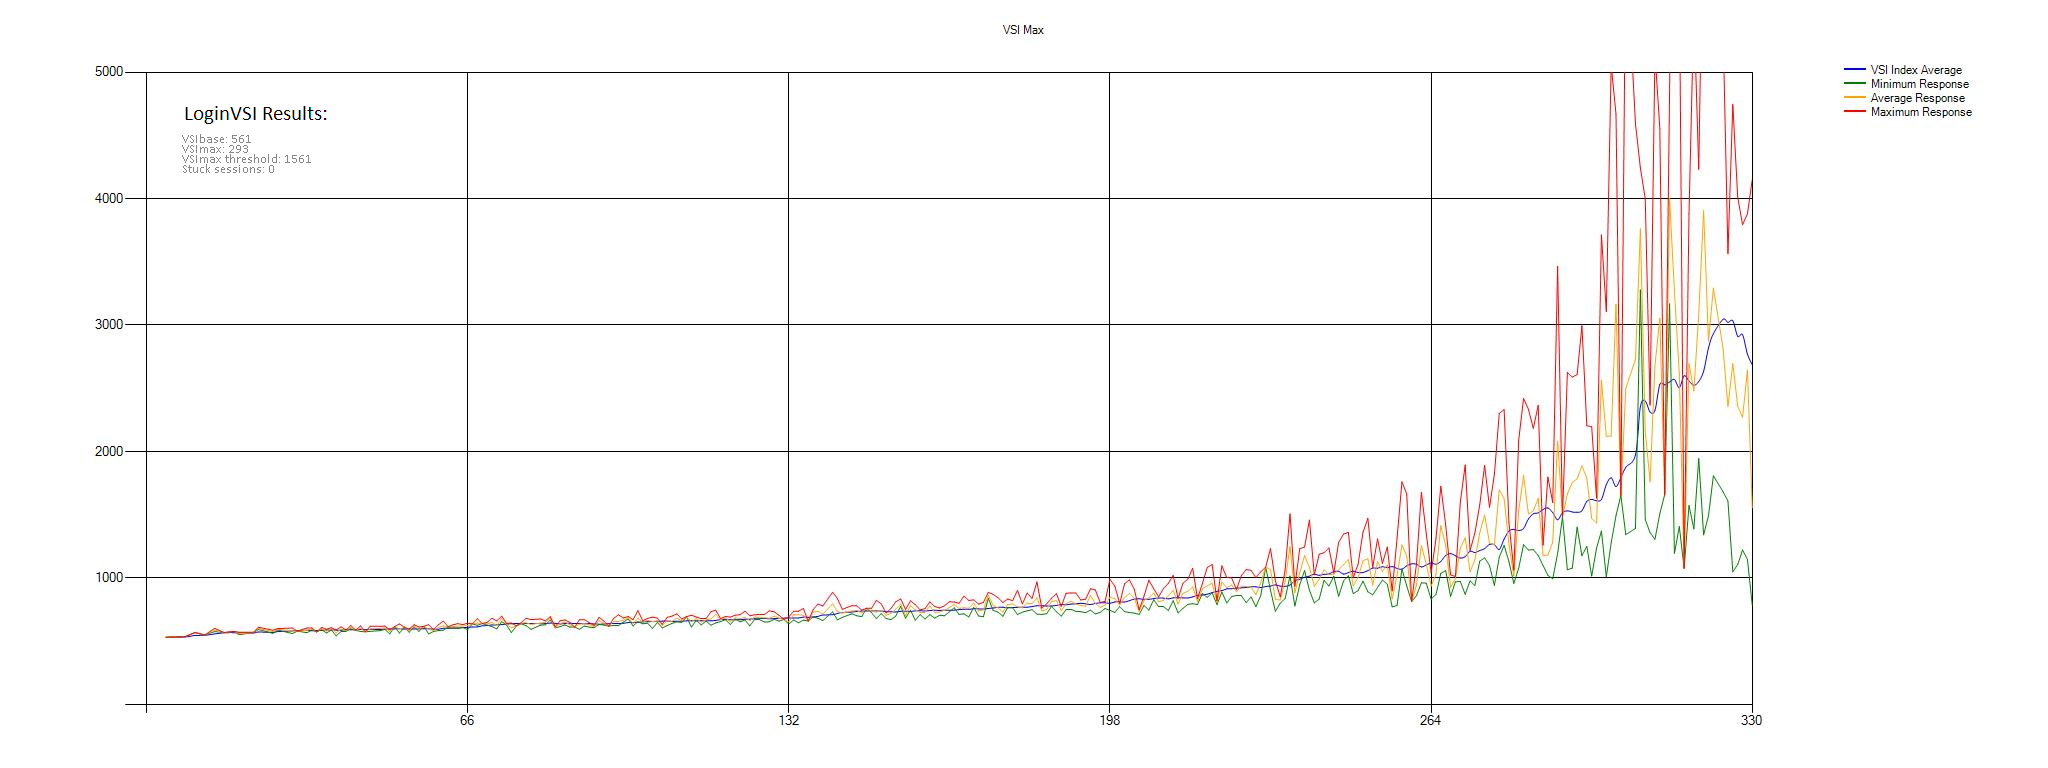 VSI Max
5000
4000
3000
2000
1000
66
132
198
264
330
LoginVSI Results:
VSIbase: 561
VSImax: 293
VSImax threshold: 1561
Stuck sessions: 0
VSI Index Average
Minimum Response
Average Response
Maximum Response